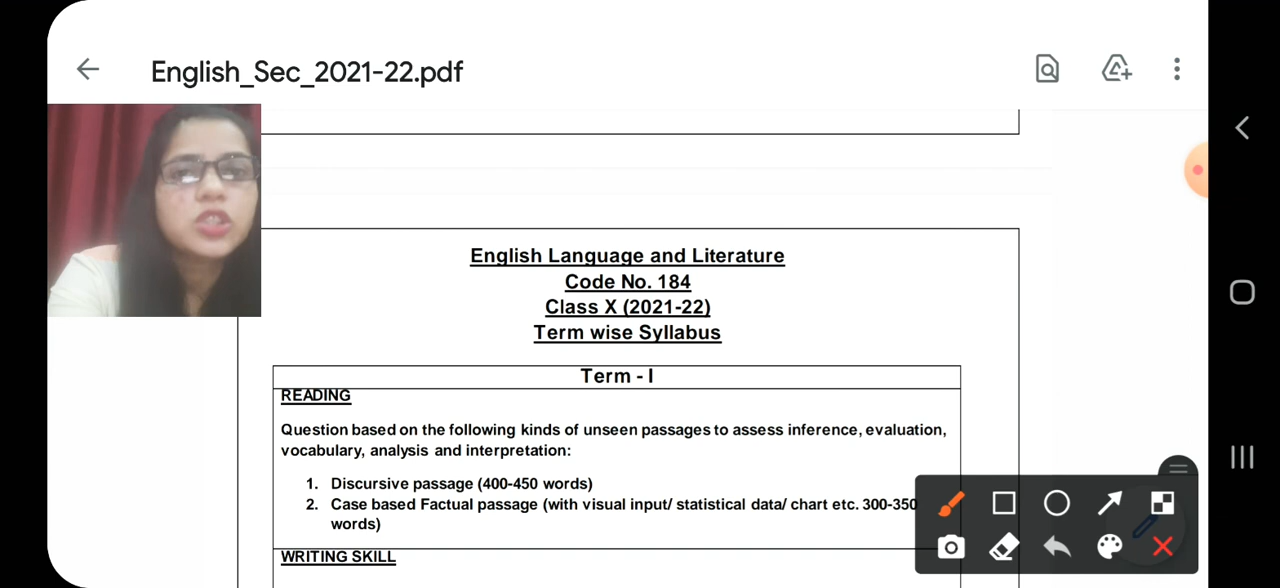 English_Sec_2021-22.pdf
English Language and Literature
Code No. 184
Class X (2021-22)
Term wise Syllabus
Term - I
READING
Question based on the following kinds of unseen passages to assess inference, evaluation,
vocabulary, analysis and interpretation:
1. Discursive passage (400-450 words)
2. Case based Factual passage (with visual input/ statistical data/ chart etc. 300-350
words)
WRITING SKILL